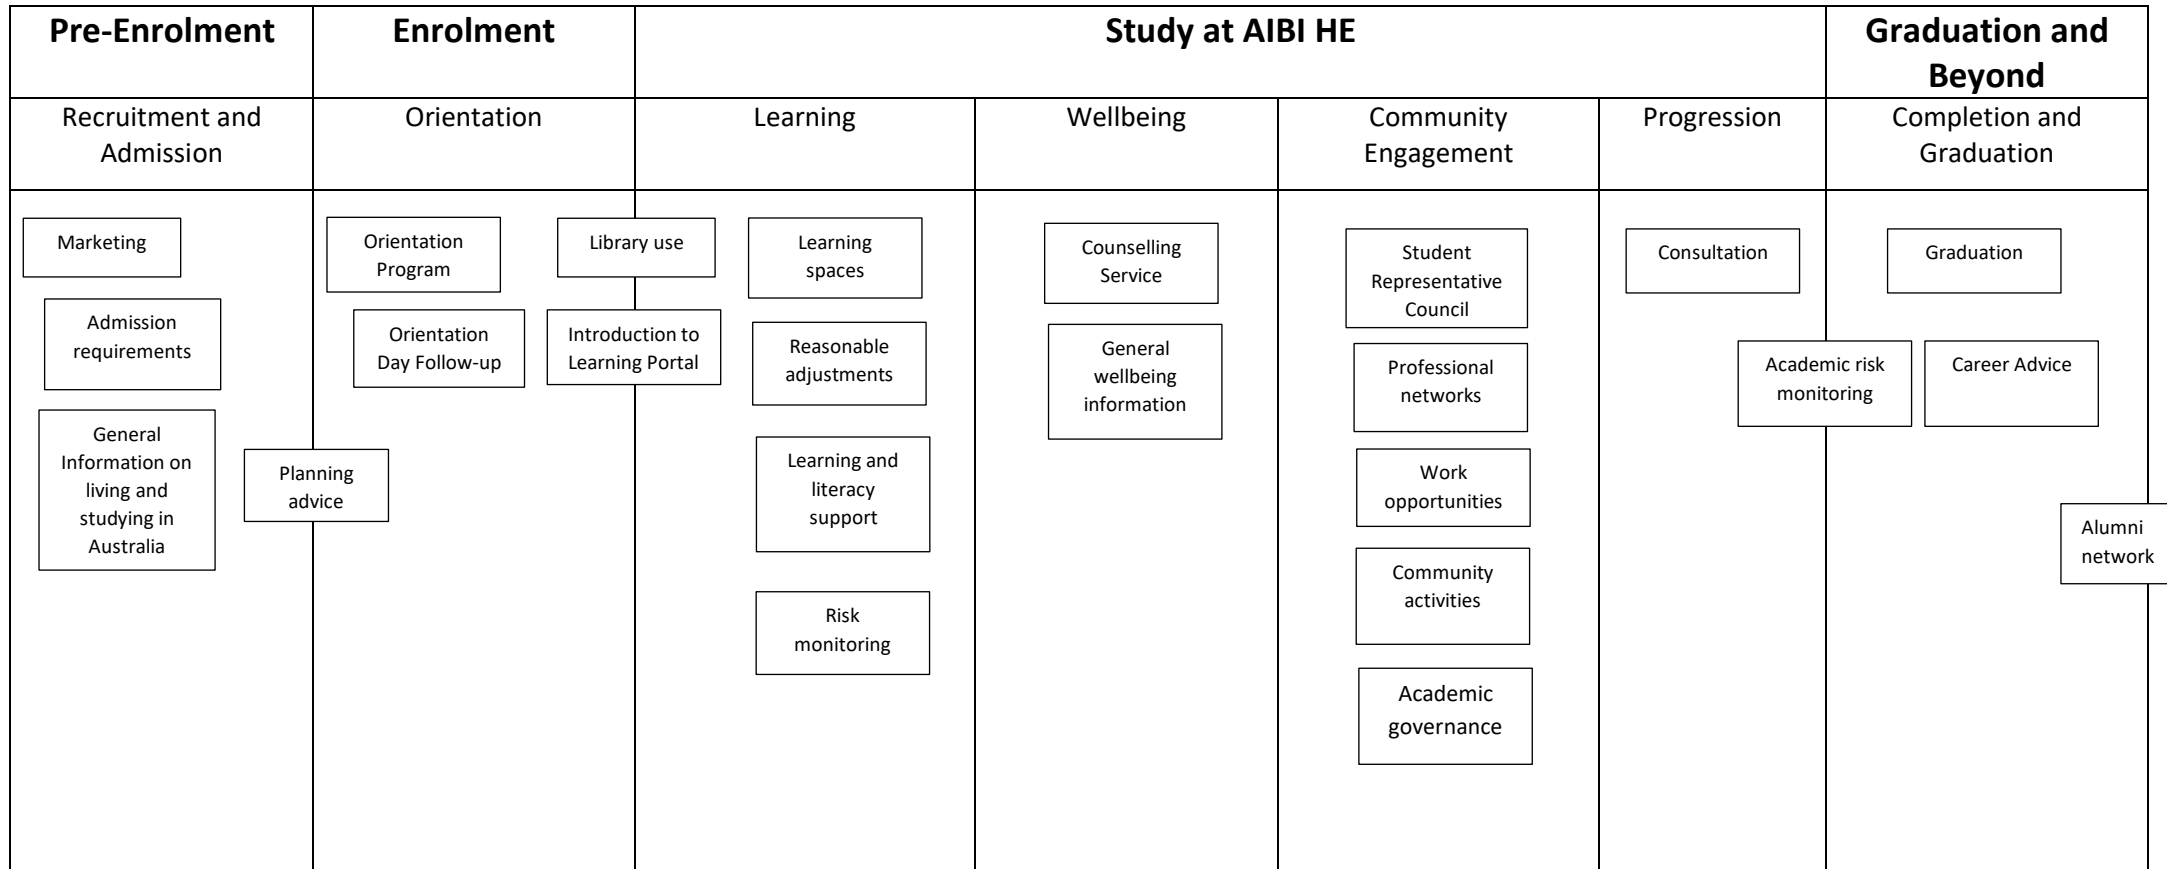 Pre-Enrolment
Enrolment
Study at AIBI HE
Graduation and
Beyond
Recruitment and
Admission
Orientation
Learning
Wellbeing
Community
Engagement
Progression
Completion and
Graduation
Marketing
Admission
requirements
General
Information on
living and
studying in
Australia
Planning
advice
Orientation
Program
Orientation
Day Follow-up
Library use
Introduction to
Learning Portal
Learning
spaces
Reasonable
adjustments
Learning and
literacy
support
Risk
monitoring
Counselling
Service
General
wellbeing
information
Student
Representative
Council
Professional
networks
Work
opportunities
Community
activities
Academic
governance
Consultation
Academic risk
monitoring
Graduation
Career Advice
Alumni
network